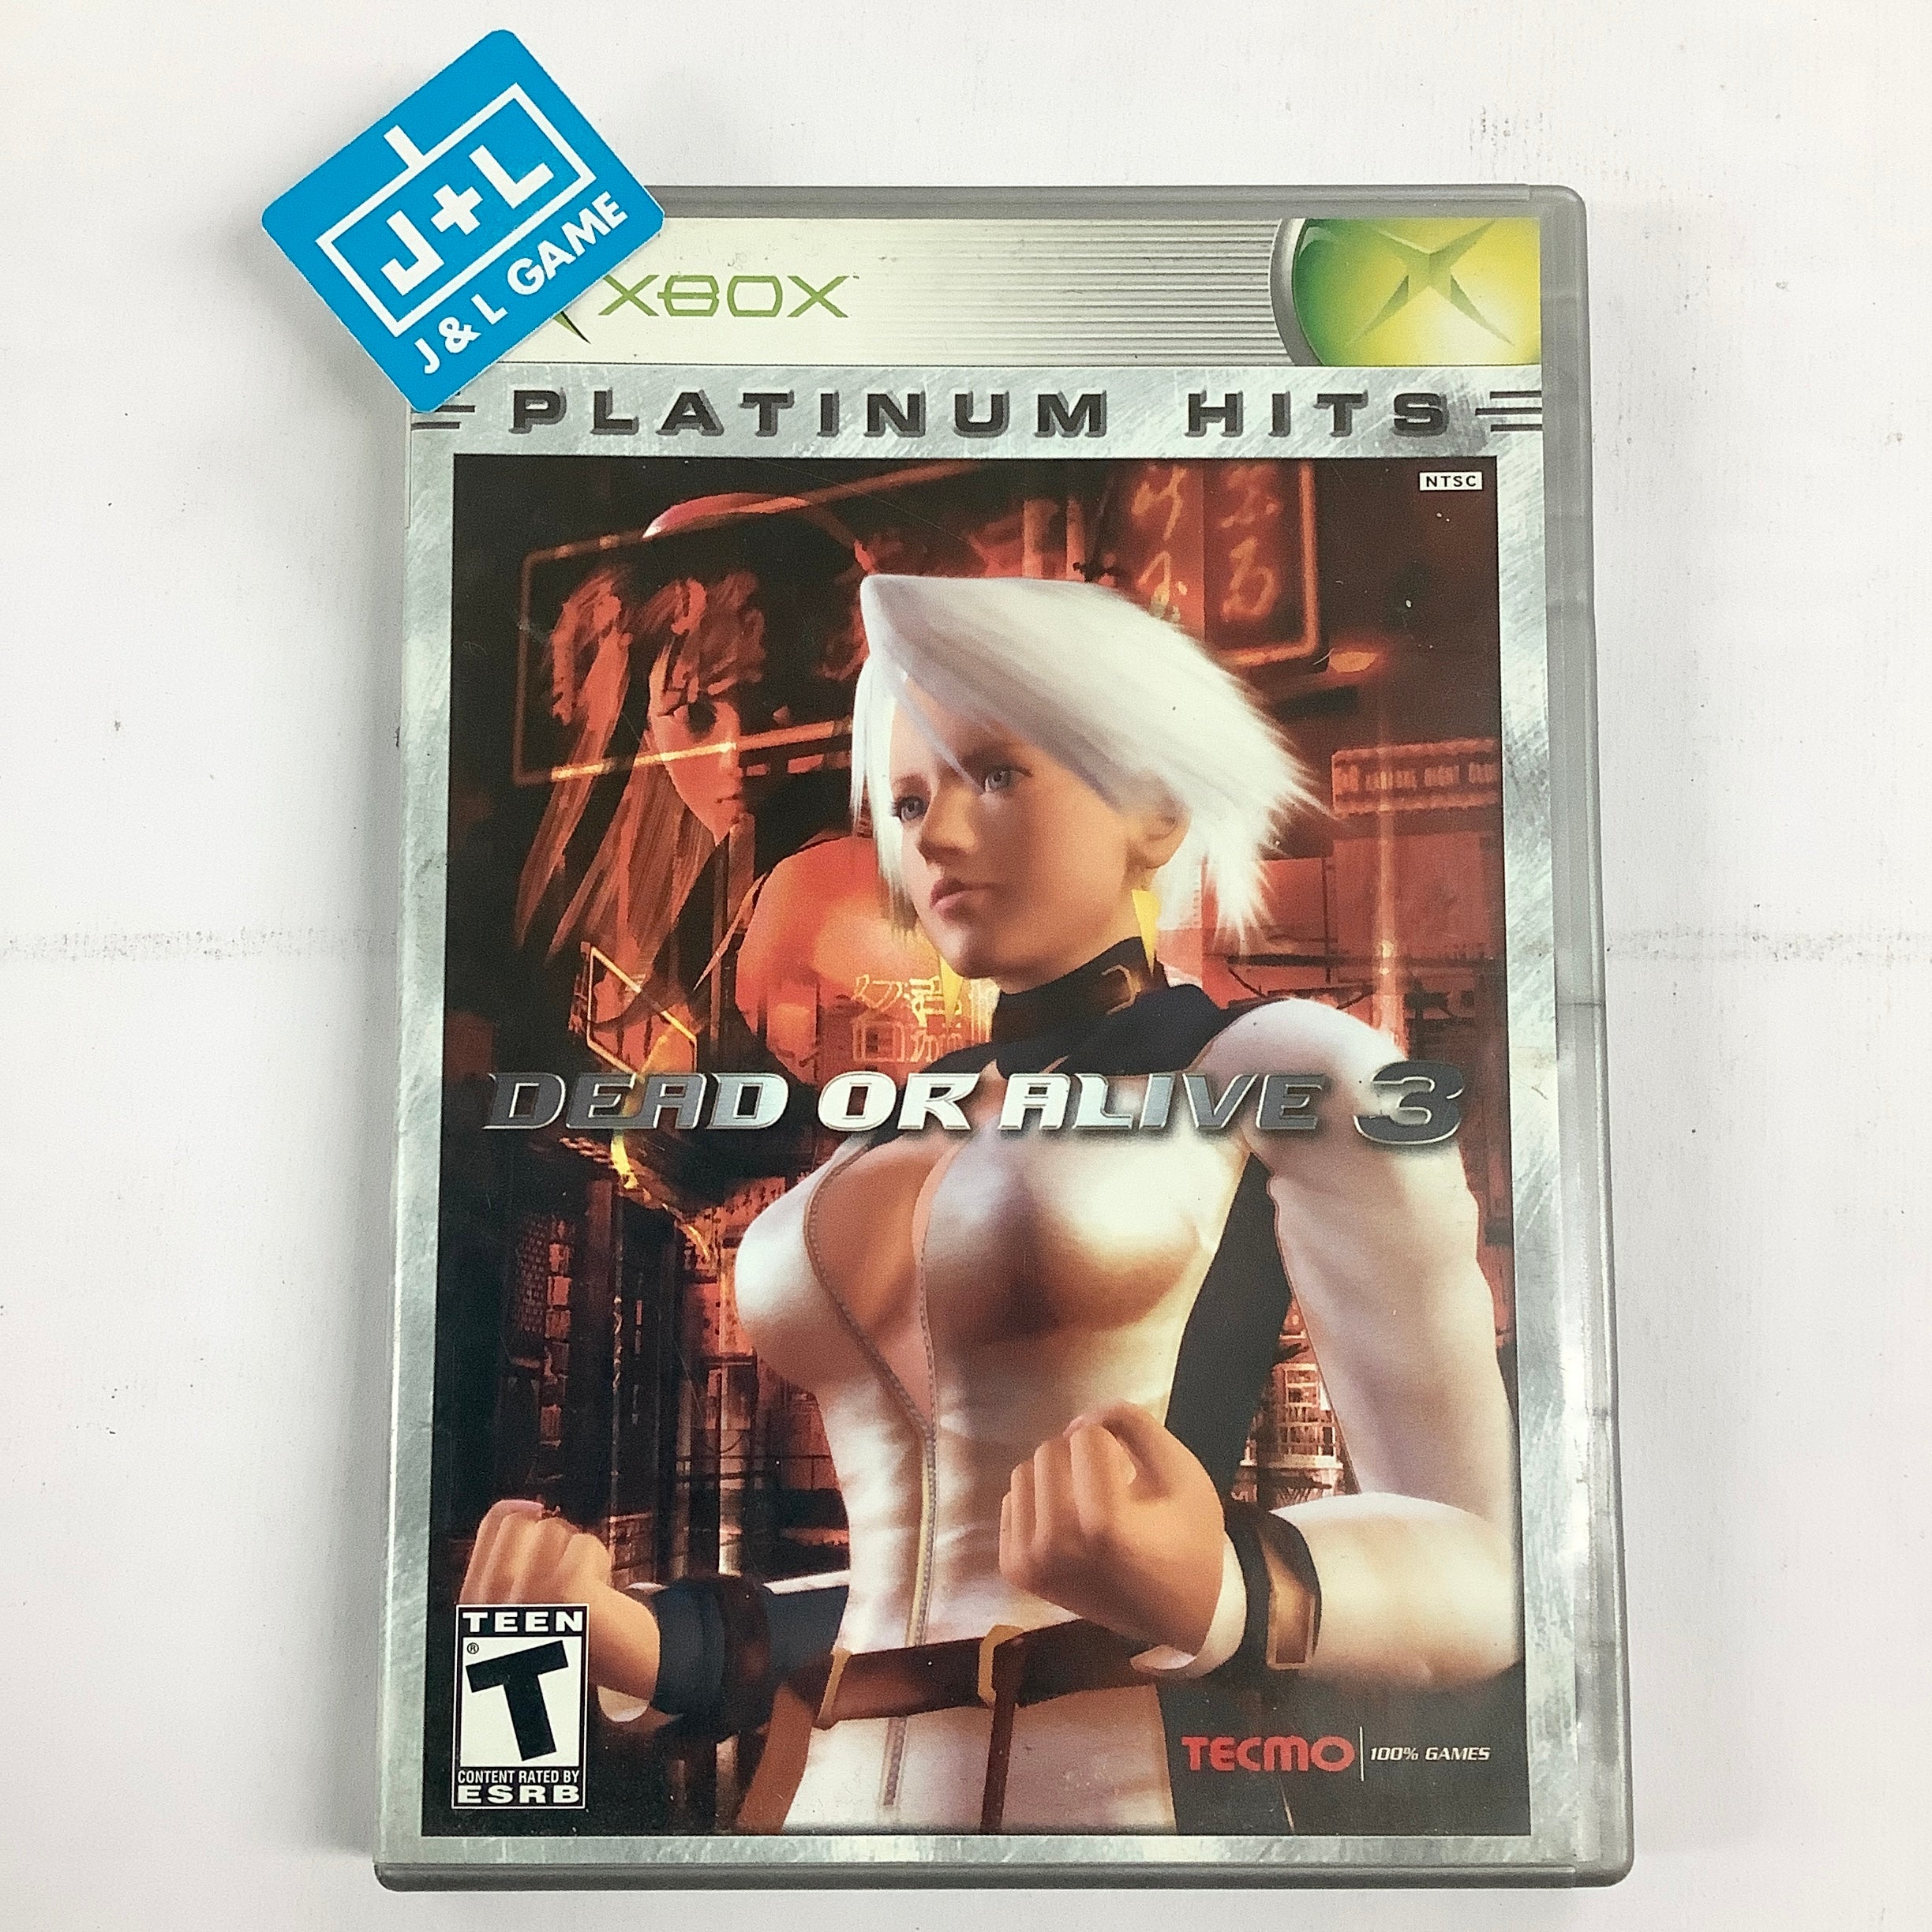 J+L
J & L GAME
XBOX
PLATINUM HITS
NTSC
DEAD OR ALIVE 3
TEEN
T
®
CONTENT RATED BY
ESRB
TECMO 100% GAMES